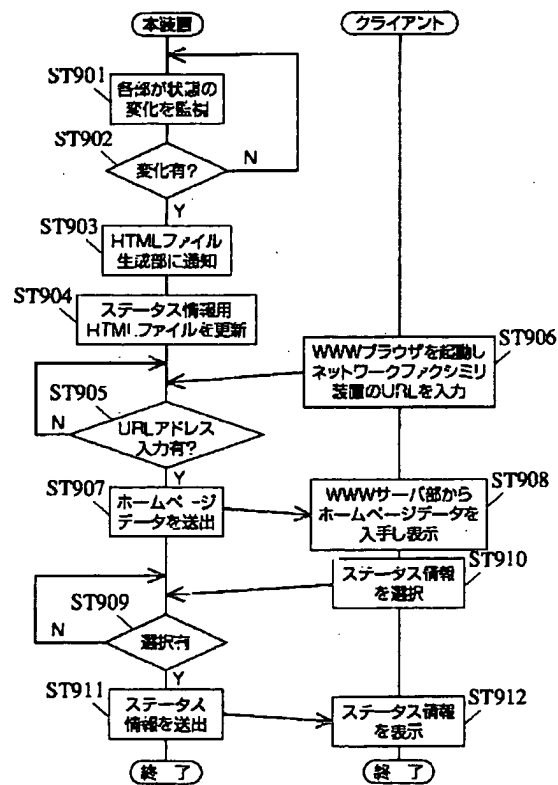 本装置
クライアント
ST901
各部が状態の
変化を監視
ST902
変化有?
N
Y
ST903
HTMLファイル
生成部に通知
ST904
ステータス情報用
HTMLファイルを更新
ST906
WWWブラウザを起動し
ネットワークファクシミリ
装置のURLを入力
ST905
URLアドレス
入力有?
N
Y
ST907
ホームページ
データを送出
ST908
WWWサーバ部から
ホームページデータを
入手し表示
ST910
ステータス情報
を選択
ST909
選択有
N
Y
ST911
ステータス
情報を送出
ST912
ステータス情報
を表示
終 了
終 了